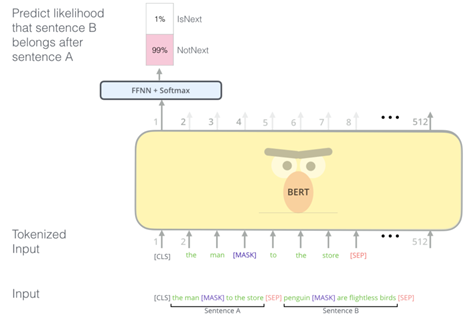 Predict likelihood
that sentence B
belongs after
sentence A
1% IsNext
99% NotNext
FFNN + Softmax
1 2 3 4 5 6 7 8 ••• 512
BERT
1 2 ••• 512
Tokenized
Input
[CLS] the man [MASK] to the store [SEP]
Input
[CLS] the man [MASK] to the store [SEP] penguin [MASK] are flightless birds [SEP]
Sentence A Sentence B